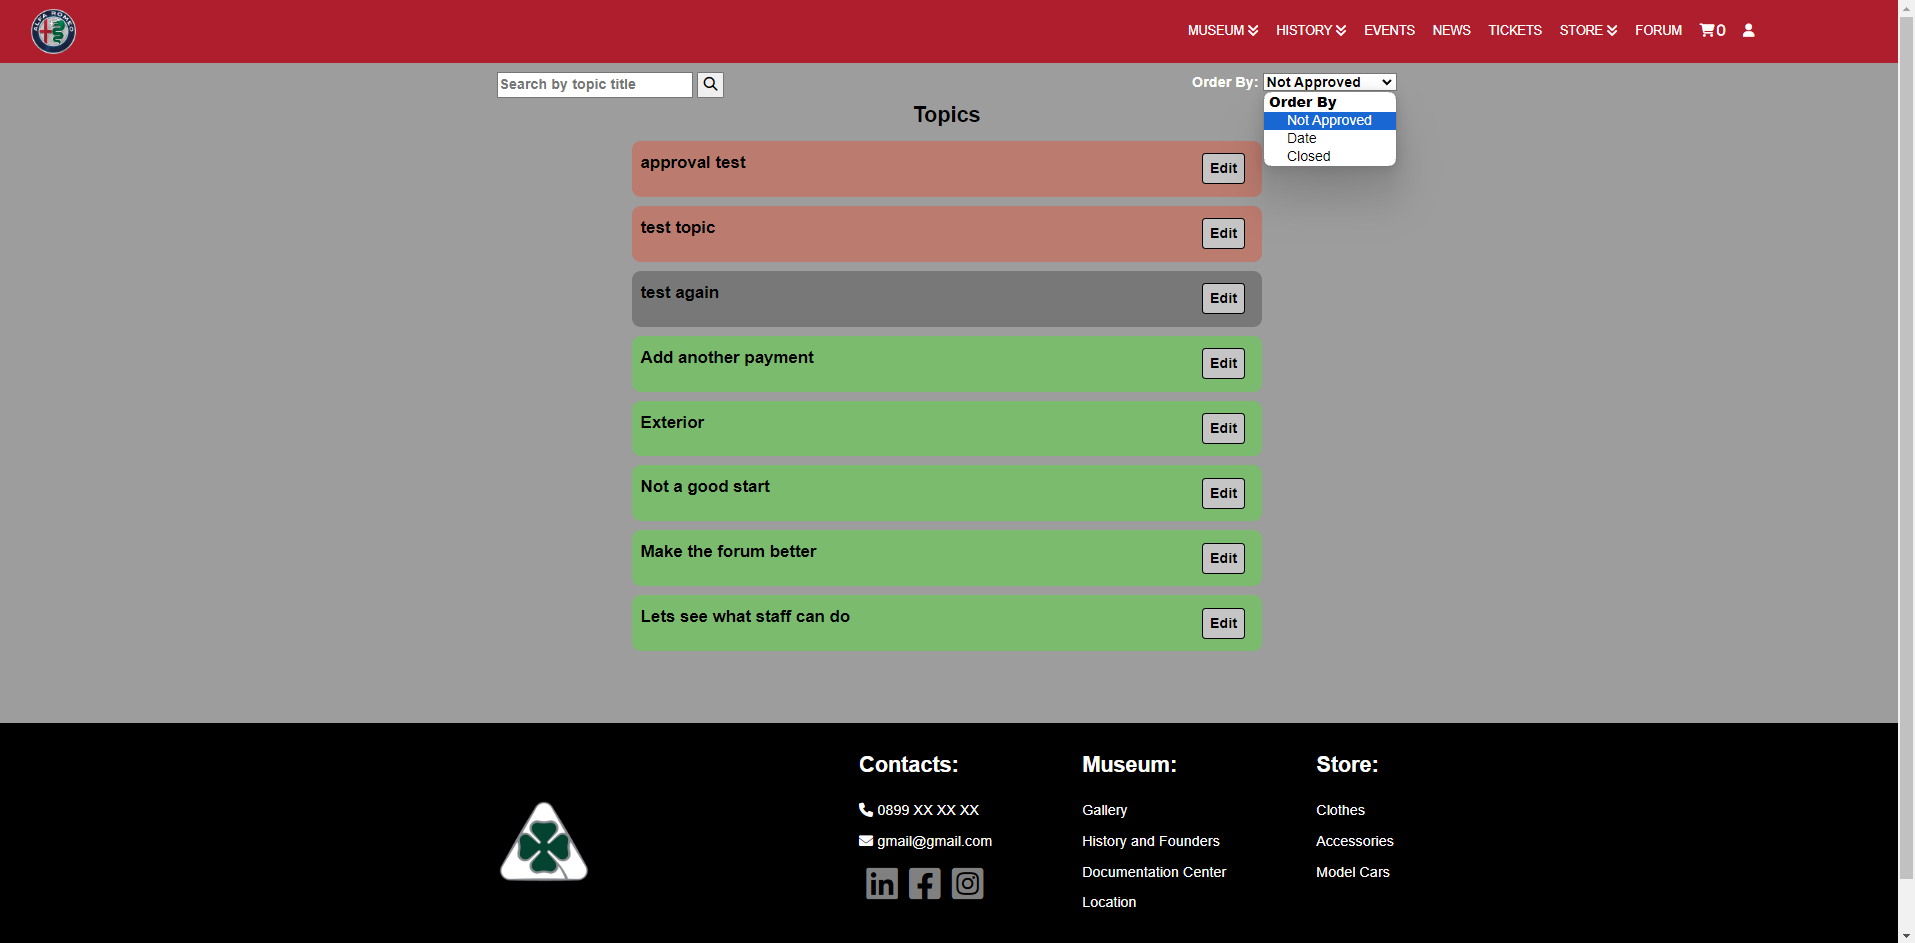 ALFA ROMEO
MUSEUM HISTORY EVENTS NEWS TICKETS STORE FORUM 0
Search by topic title
Order By: Not Approved
Order By
Not Approved
Date
Closed
Topics
approval test Edit
test topic Edit
test again Edit
Add another payment Edit
Exterior Edit
Not a good start Edit
Make the forum better Edit
Lets see what staff can do Edit
Contacts:
0899 XX XX XX
gmail@gmail.com
in f
Museum:
Gallery
History and Founders
Documentation Center
Location
Store:
Clothes
Accessories
Model Cars